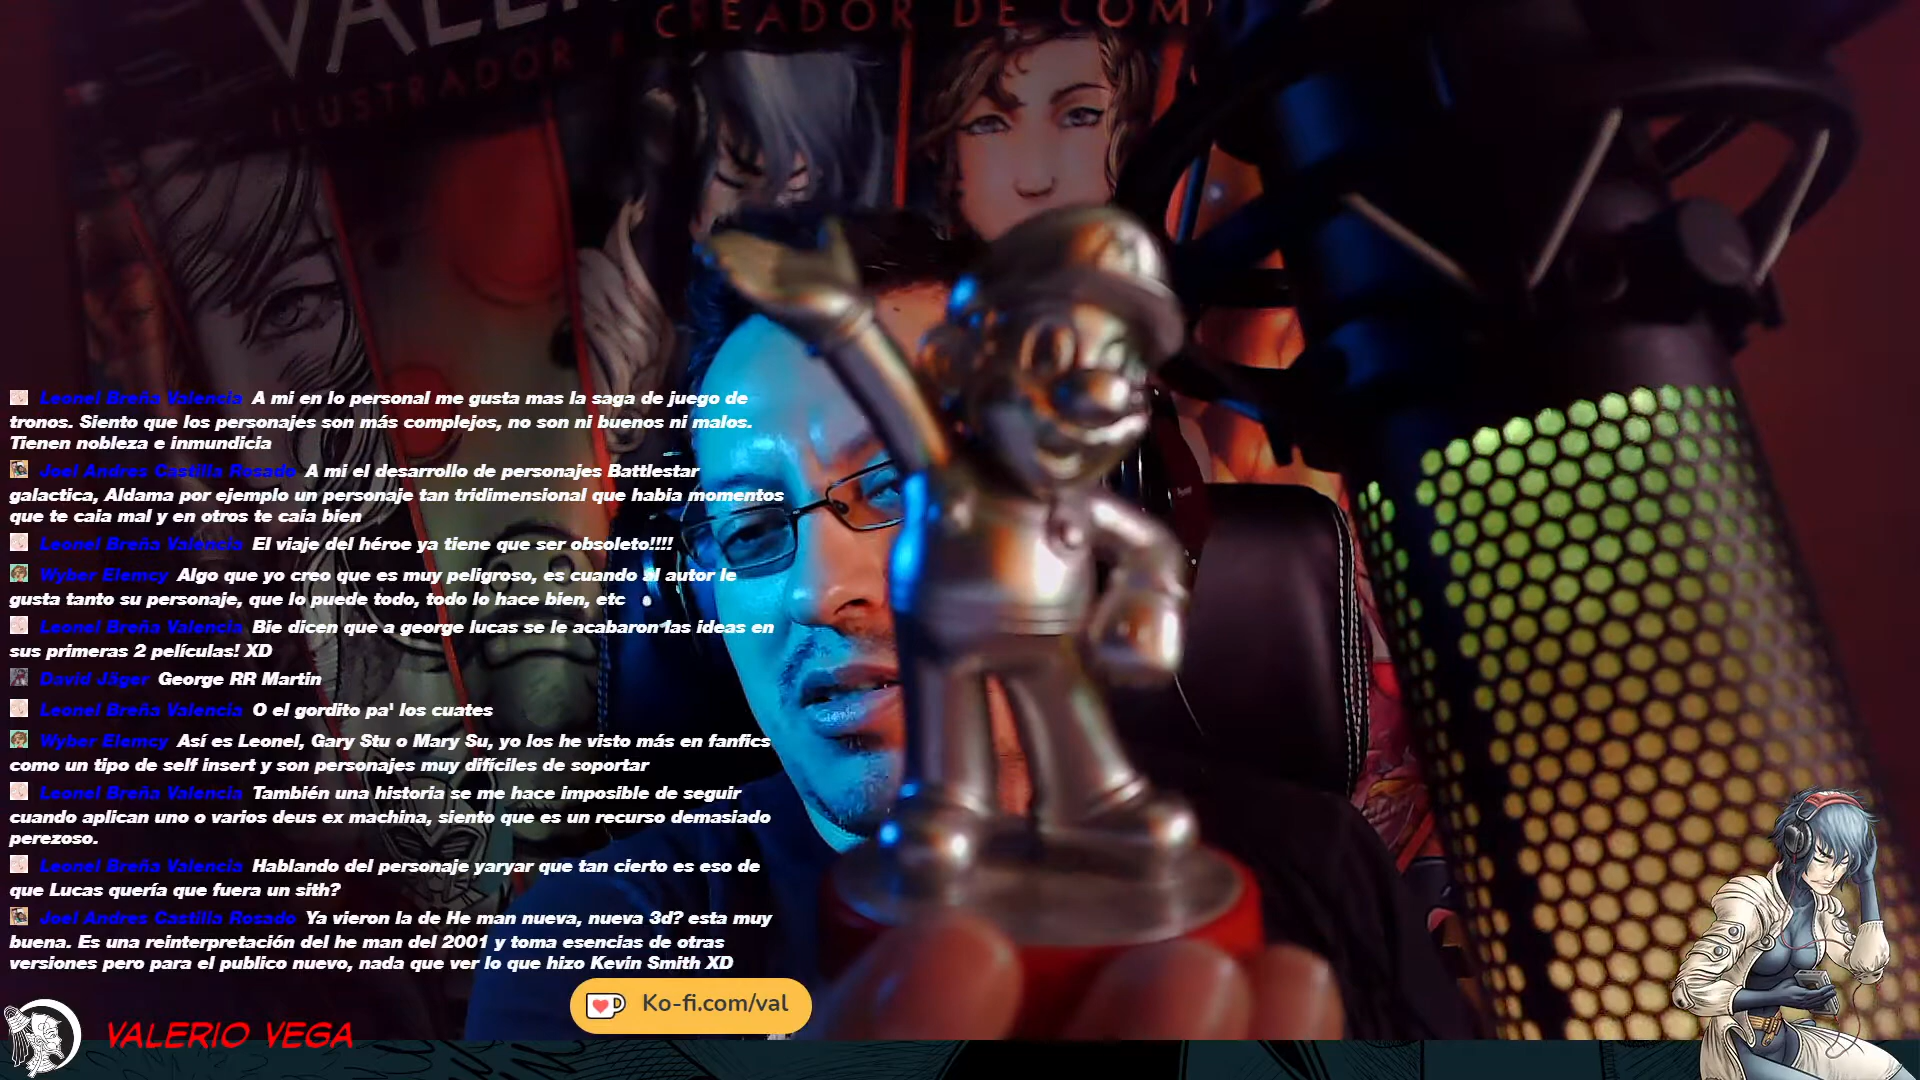 CREADOR DE COM
ILUSTRADOR
Leonel Breña Valencia A mi en lo personal me gusta mas la saga de juego de
tronos. Siento que los personajes son más complejos, no son ni buenos ni malos.
Tienen nobleza e inmundicia
Joel Andres Castilla Rosado A mi el desarrollo de personajes Battlestar
galactica, Aldama por ejemplo un personaje tan tridimensional que habia momentos
que te caia mal y en otros te caia bien
Leonel Breña Valencia El viaje del héroe ya tiene que ser obsoleto!!!!
Wyber Elemcy Algo que yo creo que es muy peligroso, es cuando al autor le
gusta tanto su personaje, que lo puede todo, todo lo hace bien, etc
Leonel Breña Valencia Bie dicen que a george lucas se le acabaron las ideas en
sus primeras 2 películas! XD
David Jäger George RR Martin
Leonel Breña Valencia O el gordito pa' los cuates
Wyber Elemcy Así es Leonel, Gary Stu o Mary Su, yo los he visto más en fanfics
como un tipo de self insert y son personajes muy difíciles de soportar
Leonel Breña Valencia También una historia se me hace imposible de seguir
cuando aplican uno o varios deus ex machina, siento que es un recurso demasiado
perezoso.
Leonel Breña Valencia Hablando del personaje yaryar que tan cierto es eso de
que Lucas quería que fuera un sith?
Joel Andres Castilla Rosado Ya vieron la de He man nueva, nueva 3d? esta muy
buena. Es una reinterpretación del he man del 2001 y toma esencias de otras
versiones pero para el publico nuevo, nada que ver lo que hizo Kevin Smith XD
Ko-fi.com/val
VALERIO VEGA